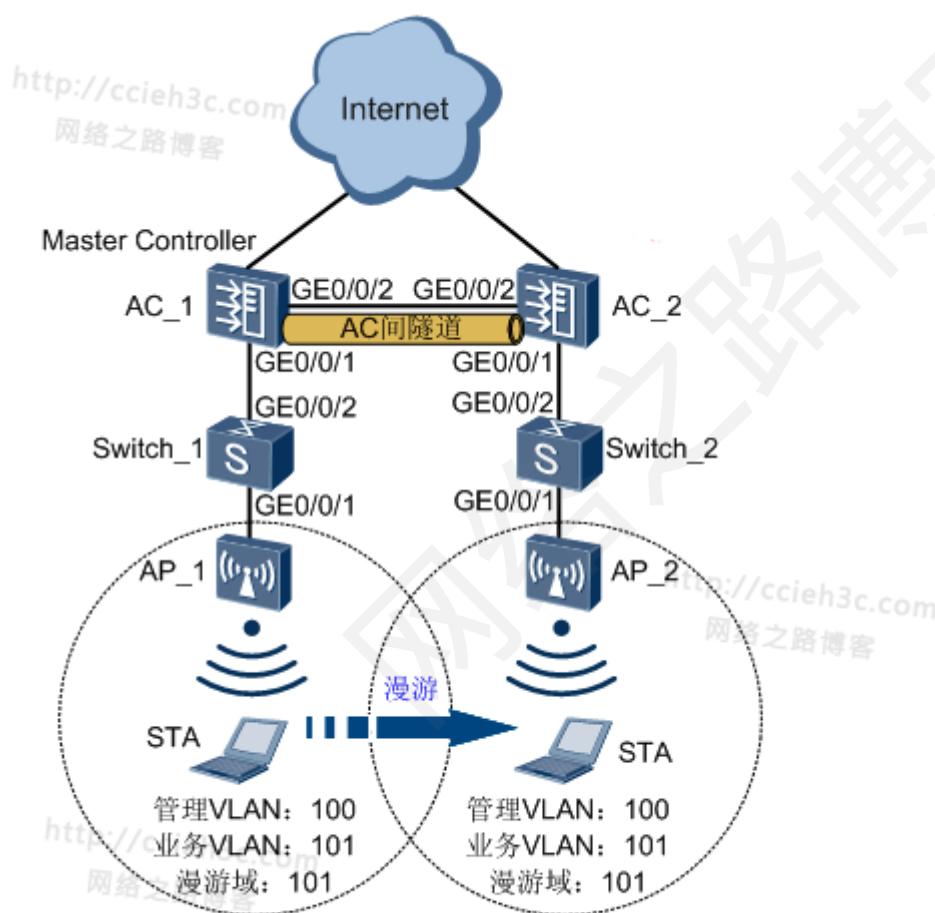 http://ccieh3c.com
网络之路博客
Internet
Master Controller
AC_1
GE0/0/2
GE0/0/2
AC_2
AC间隧道
GE0/0/1
GE0/0/1
GE0/0/2
GE0/0/2
Switch_1
S
S
Switch_2
GE0/0/1
GE0/0/1
AP_1
AP_2
http://ccieh3c.com
网络之路博客
漫游
STA
STA
管理VLAN：100
管理VLAN：100
业务VLAN：101
业务VLAN：101
漫游域：101
漫游域：101
网络之路博